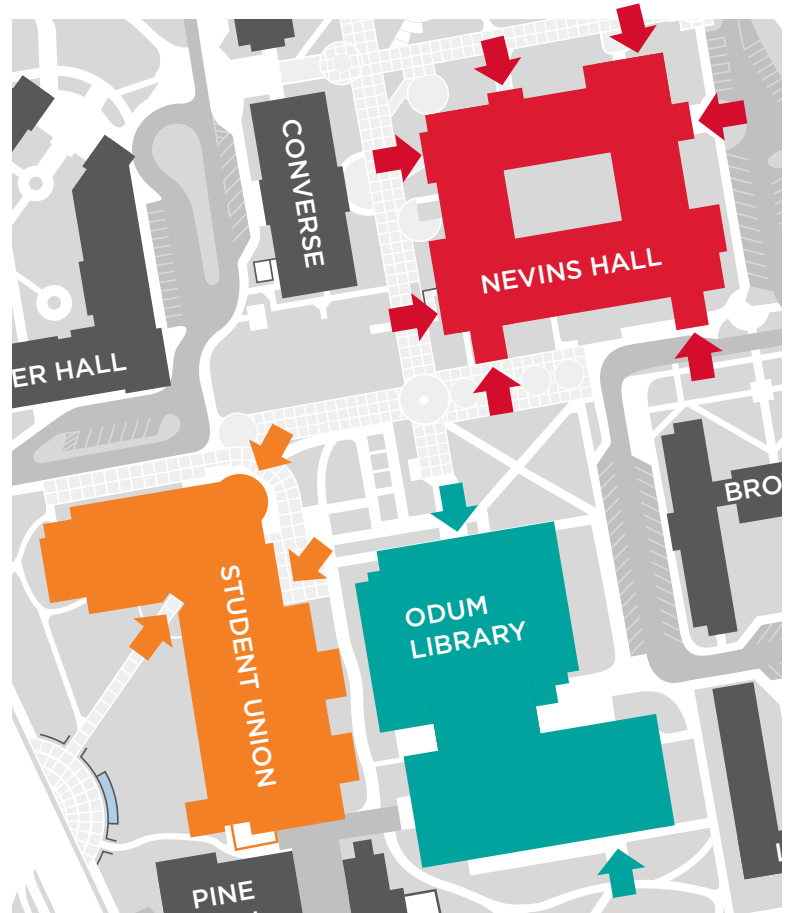 CONVERSE
NEVINS HALL
ER HALL
BRO
STUDENT UNION
ODUM
LIBRARY
PINE